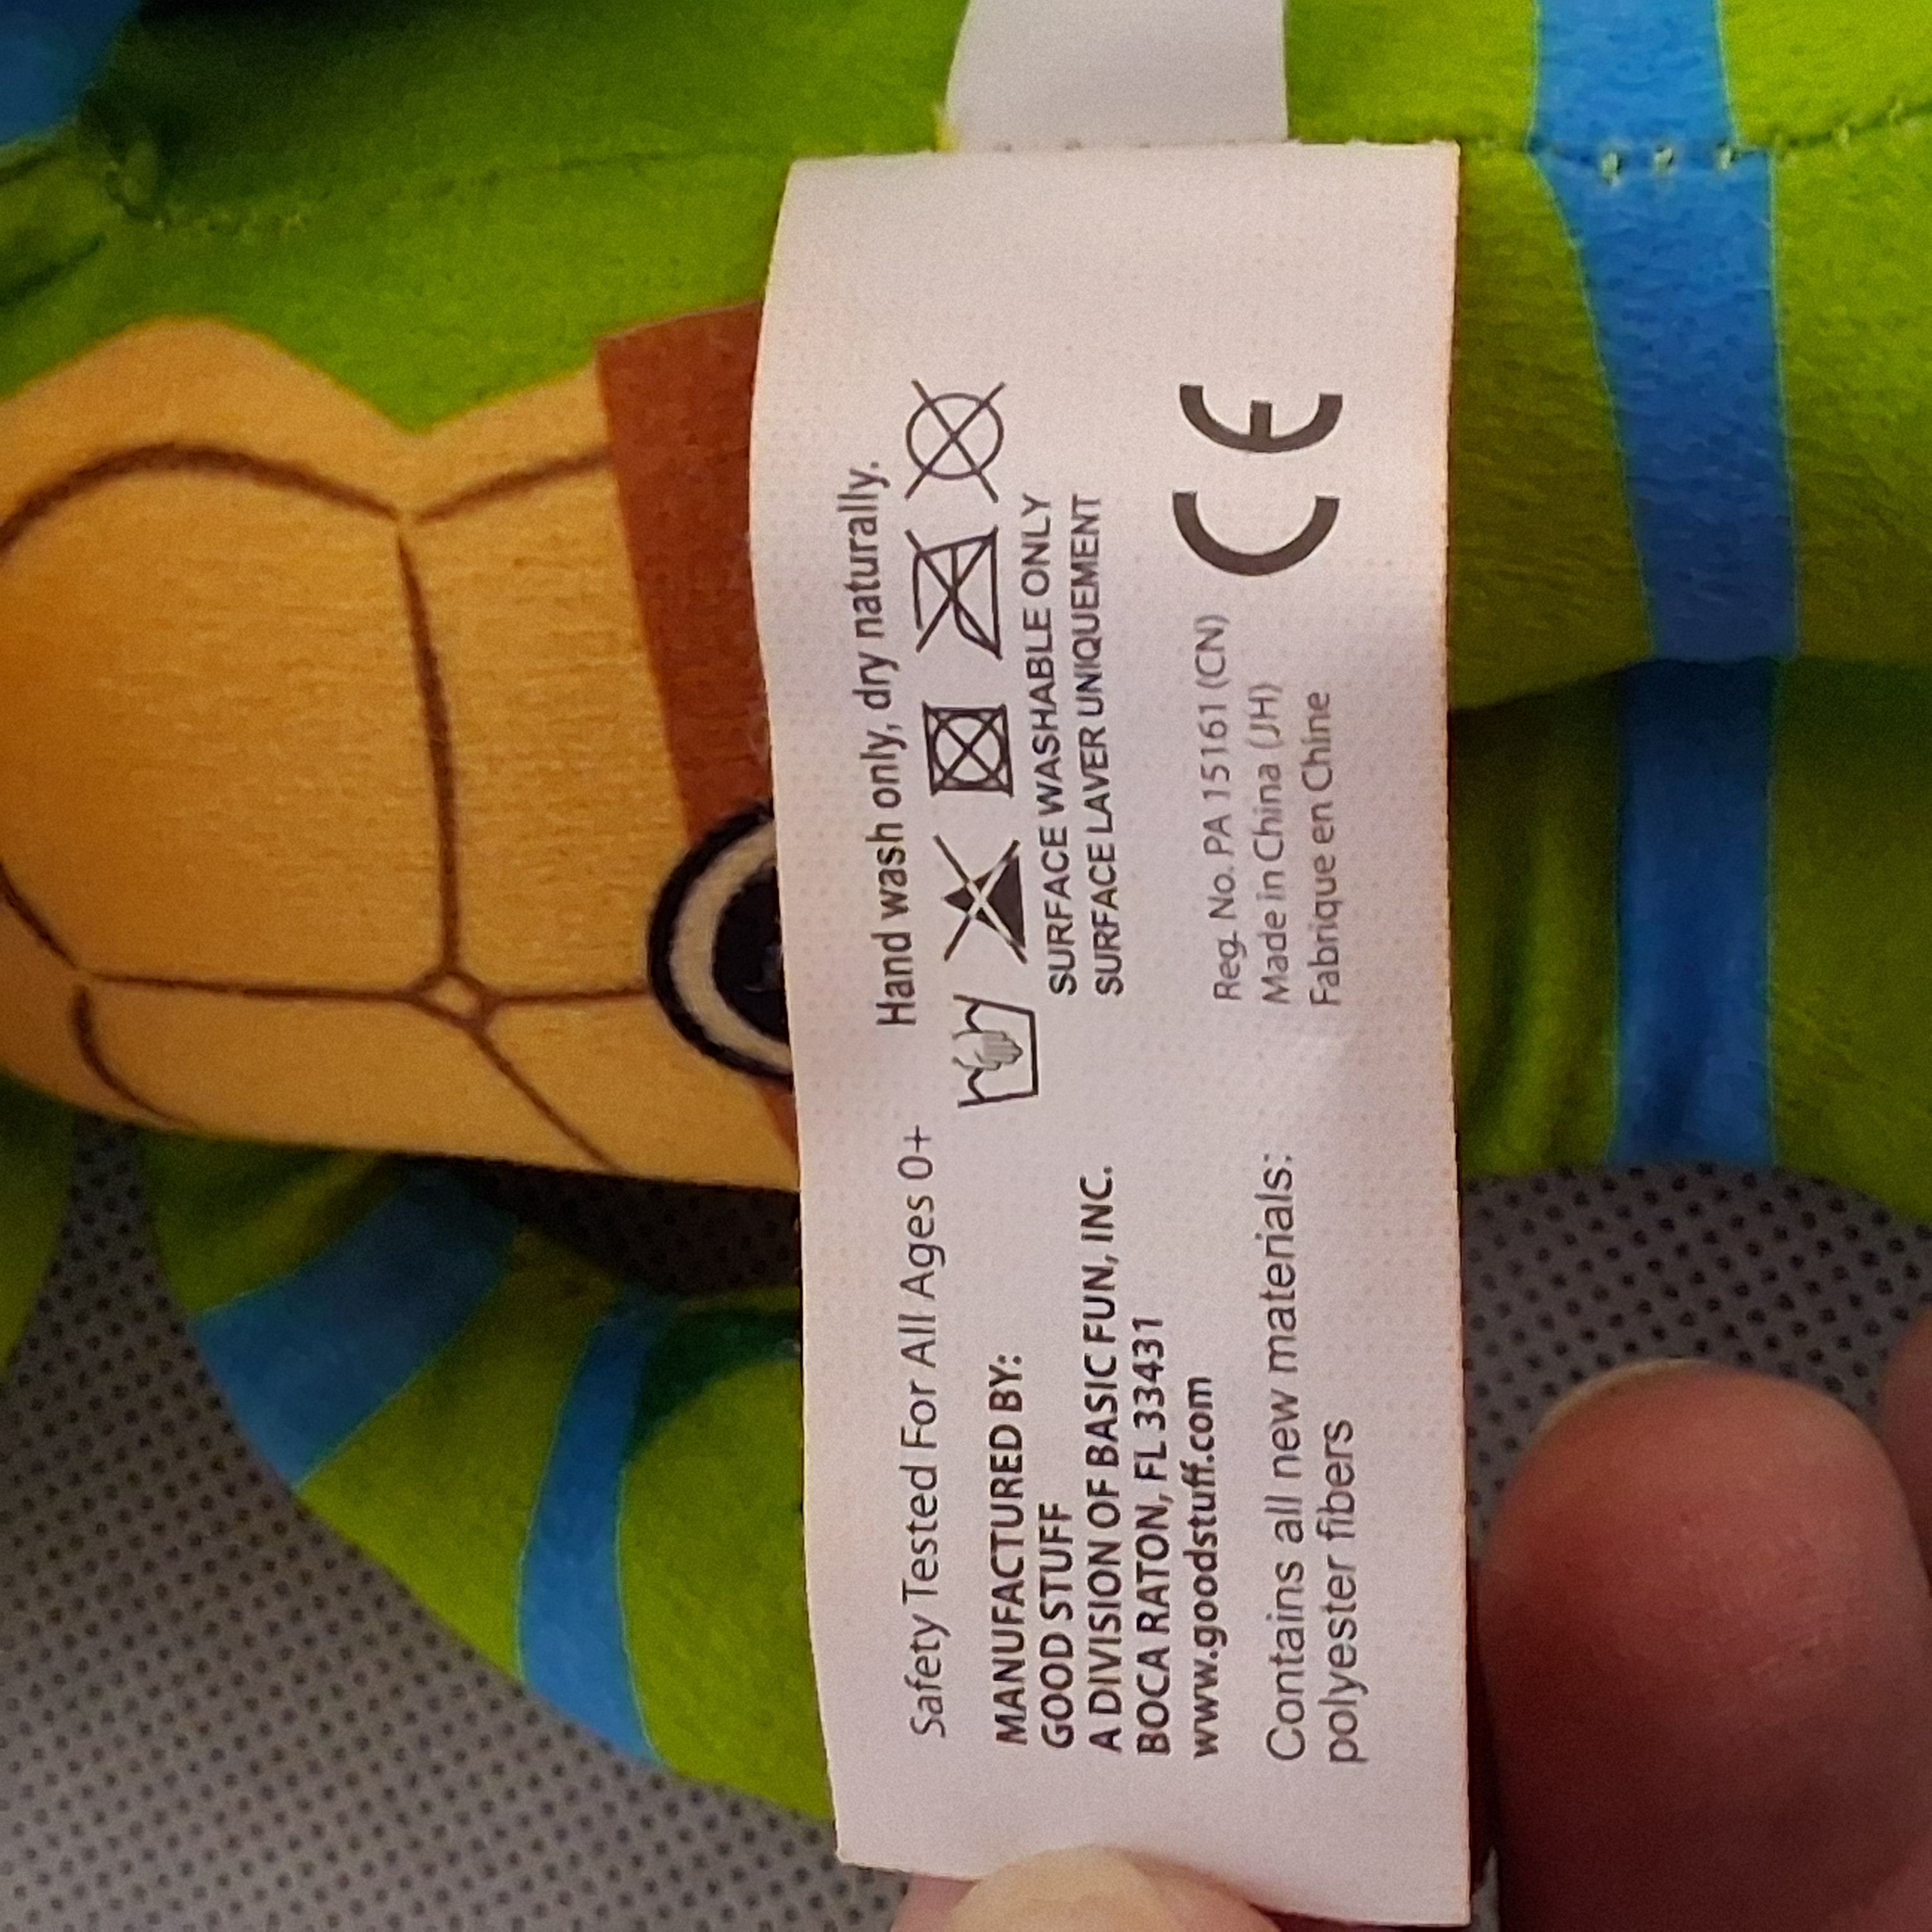 Safety Tested For All Ages 0+
MANUFACTURED BY:
GOOD STUFF
A DIVISION OF BASIC FUN, INC.
BOCA RATON, FL 33431
www.goodstuff.com
Contains all new materials:
polyester fibers
Hand wash only, dry naturally.
SURFACE WASHABLE ONLY
SURFACE LAVER UNIQUEMENT
Reg. No. PA 15161 (CN)
Made in China (JH)
Fabrique en Chine
CE